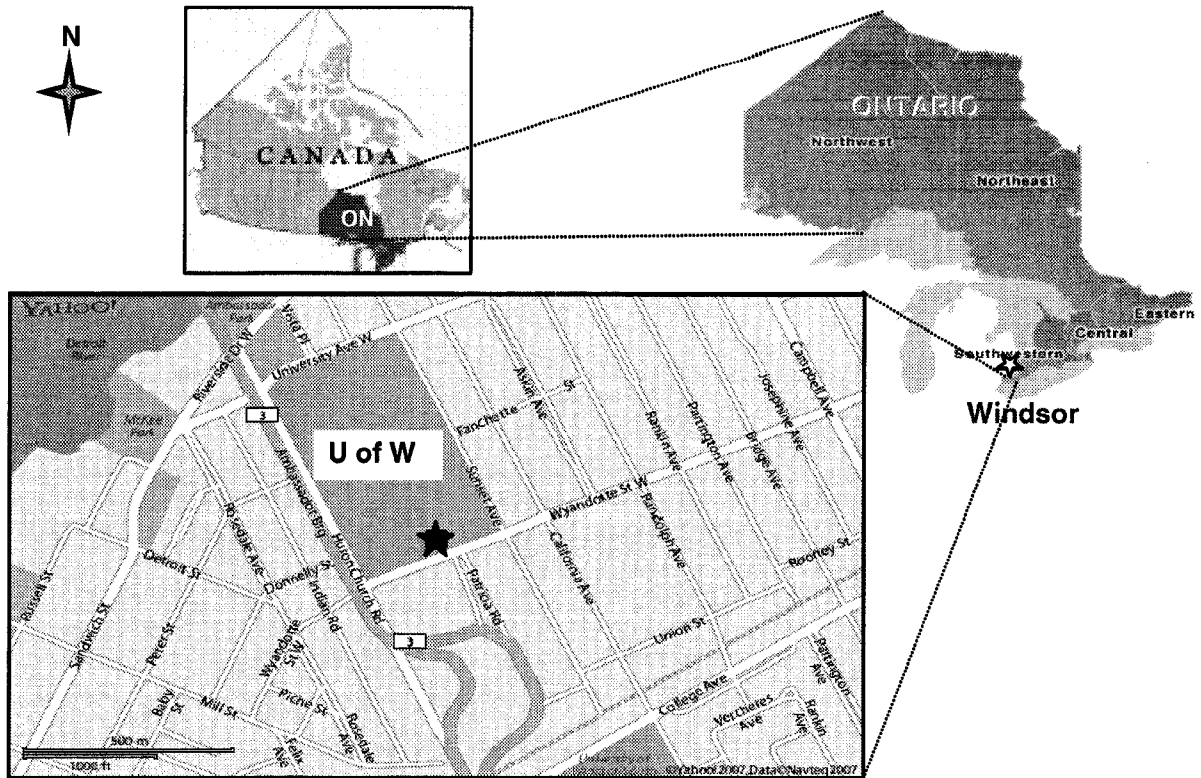 N
CANADA
ON
ONTARIO
Northwest
Northeast
Eastern
Central
Southwestern
Windsor
YAHOO!
Ambassador
Park
Detroit
River
Riverside Dr W
Vista Pl
University Ave W
3
Park
U of W
Fanchette St
Askin Ave
Campbell Ave
Josephine Ave
Bridge Ave
Partington Ave
Rankin Ave
Randolph Ave
California Ave
Sunset Ave
Wyandotte St W
Rooney St
Union St
College Ave
Patricia Rd
Ambassador Brg
Huron Church Rd
Rosedale Ave
Donnelly St
Indian Rd
Detroit St
Russell St
Sandwich St
Peter St
Wyandotte
St W
Mill St
Piche St
Felix
Ave
Rosedale
Ave
3
Partington
Ave
Vercheres
Ave
Rankin
Ave
500 m
1000 ft
©Yahoo! 2007, Data©Navteq 2007